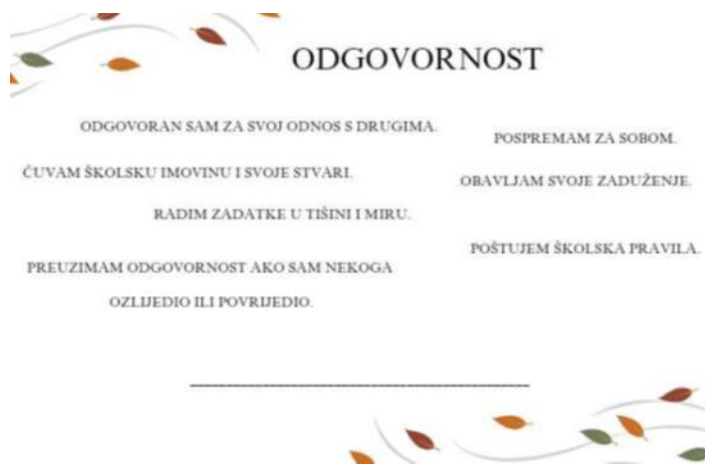 ODGOVORNOST
ODGOVORAN SAM ZA SVOJ ODNOS S DRUGIMA.
POSPREMAM ZA SOBOM.
ČUVAM ŠKOLSKU IMOVINU I SVOJE STVARI.
OBAVLJAM SVOJE ZADUŽENJE.
RADIM ZADATKE U TIŠINI I MIRU.
POŠTUJEM ŠKOLSKA PRAVILA.
PREUZIMAM ODGOVORNOST AKO SAM NEKOGA
OZLIJEDIO ILI POVRIJEDIO.